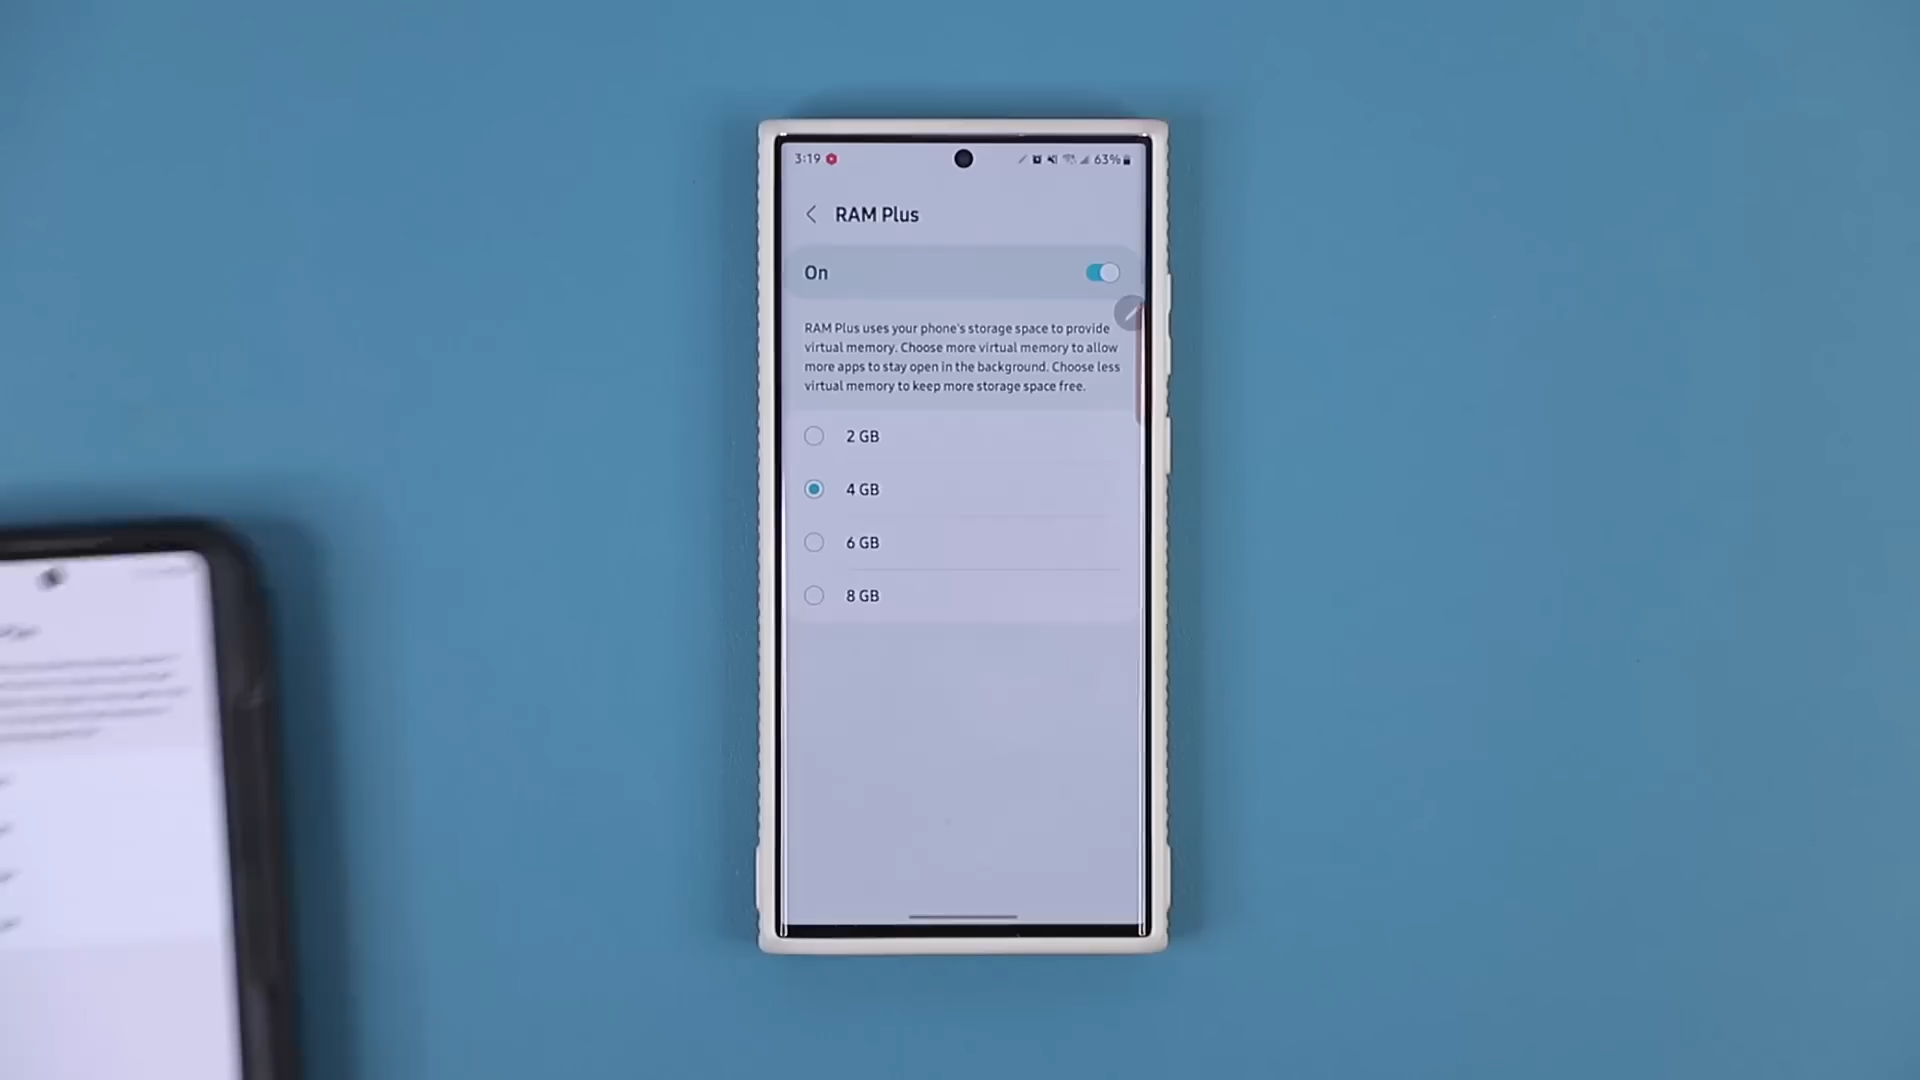 3:19
63%
RAM Plus
On
RAM Plus uses your phone's storage space to provide
virtual memory. Choose more virtual memory to allow
more apps to stay open in the background. Choose less
virtual memory to keep more storage space free.
2 GB
4 GB
6 GB
8 GB